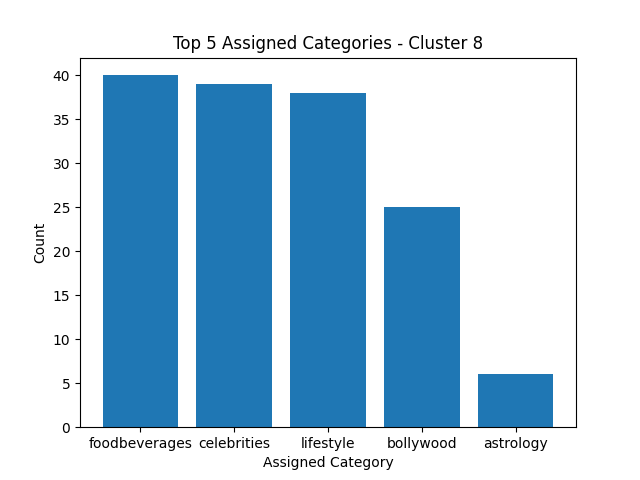 Top 5 Assigned Categories - Cluster 8
Count
40
35
30
25
20
15
10
5
0
foodbeverages celebrities lifestyle bollywood astrology
Assigned Category